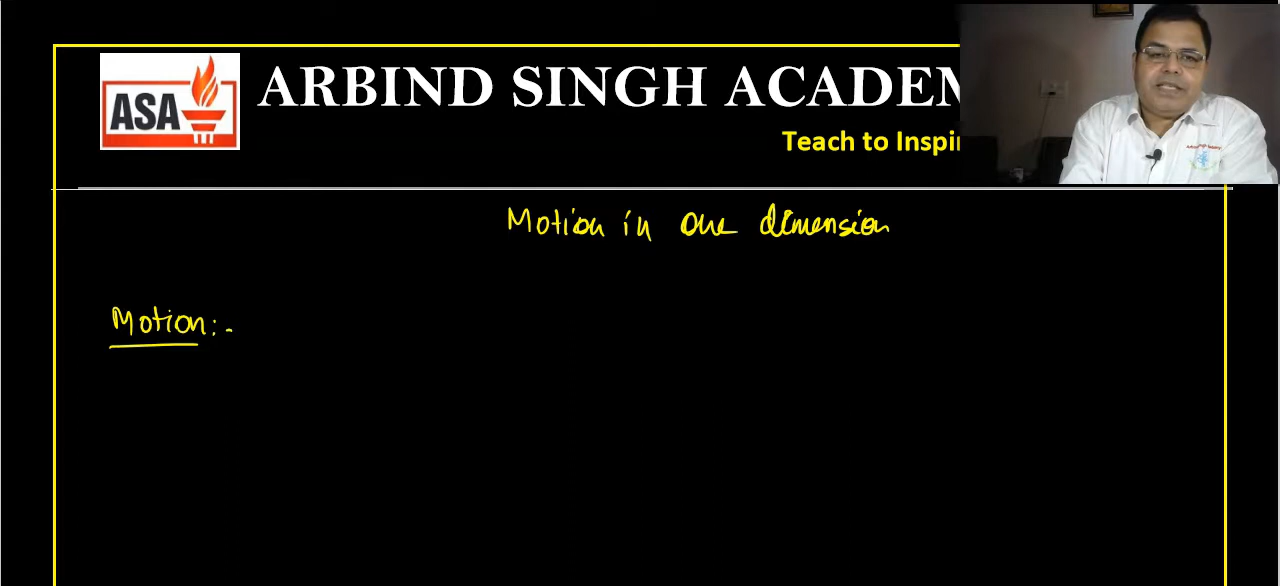 ASA
ARBIND SINGH ACADEM
Teach to Inspi
Motion in one dimension
Motion:-